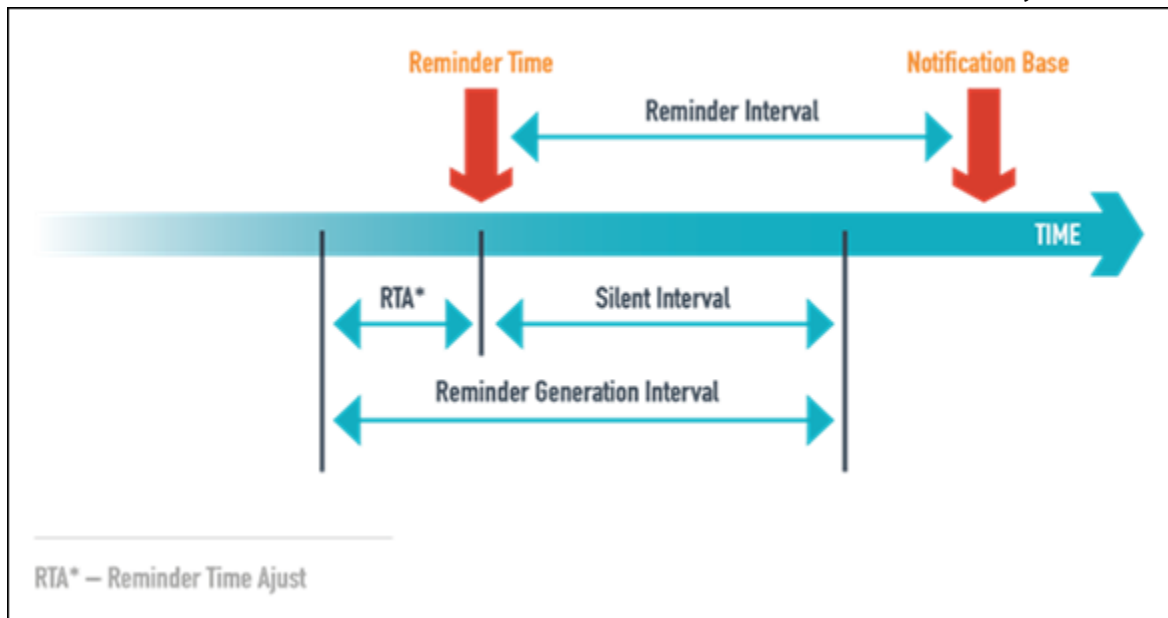 Reminder Time
Notification Base
Reminder Interval
TIME
RTA*
Silent Interval
Reminder Generation Interval
RTA* – Reminder Time Ajust